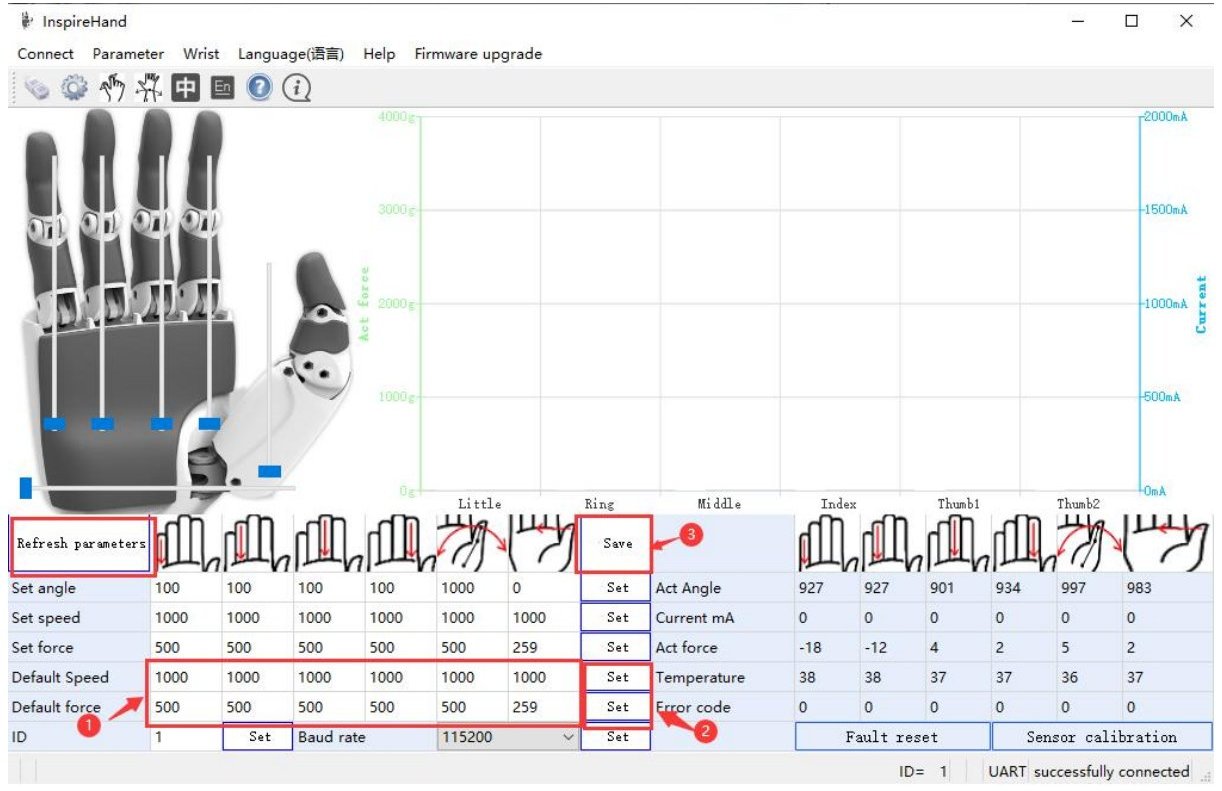 InspireHand
Connect Parameter Wrist Language(语言) Help Firmware upgrade
中 En ? i
4000g 2000mA
3000g 1500mA
Act force
2000g 1000mA
Current
1000g 500mA
0g 0mA
Little Ring Middle Index Thumb1 Thumb2
Refresh parameters Save 3
Set angle 100 100 100 100 1000 0 Set Act Angle 927 927 901 934 997 983
Set speed 1000 1000 1000 1000 1000 1000 Set Current mA 0 0 0 0 0 0
Set force 500 500 500 500 500 259 Set Act force -18 -12 4 2 5 2
Default Speed 1000 1000 1000 1000 1000 1000 Set Temperature 38 38 37 37 36 37
Default force 500 500 500 500 500 259 Set Error code 0 0 0 0 0 0
1 2
ID 1 Set Baud rate 115200 Set Fault reset Sensor calibration
ID= 1 UART successfully connected